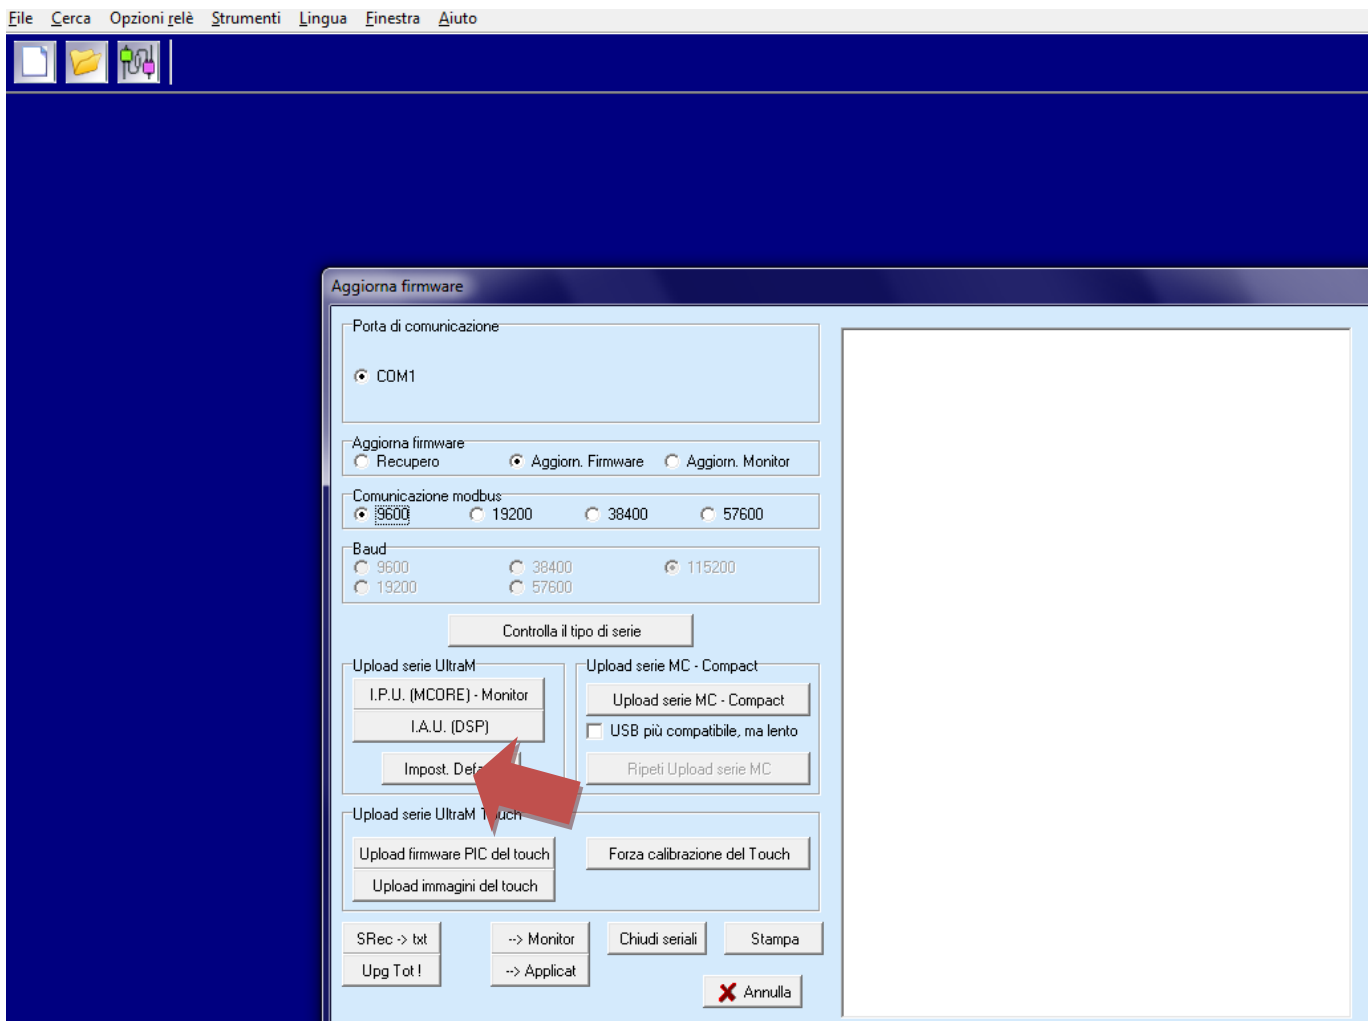 File Cerca Opzioni relè Strumenti Lingua Finestra Aiuto
Aggiorna firmware
Porta di comunicazione
COM1
Aggiorna firmware
Recupero Aggiorn. Firmware Aggiorn. Monitor
Comunicazione modbus
9600 19200 38400 57600
Baud
9600 38400 115200
19200 57600
Controlla il tipo di serie
Upload serie UltraM Upload serie MC - Compact
I.P.U. (MCORE) - Monitor Upload serie MC - Compact
I.A.U. (DSP) USB più compatibile, ma lento
Impost. Ripeti Upload serie MC
Upload serie UltraM Touch
Upload firmware PIC del touch Forza calibrazione del Touch
Upload immagini del touch
SRec -> txt --> Monitor Chiudi seriali Stampa
Upg Tot ! --> Applicat
Annulla